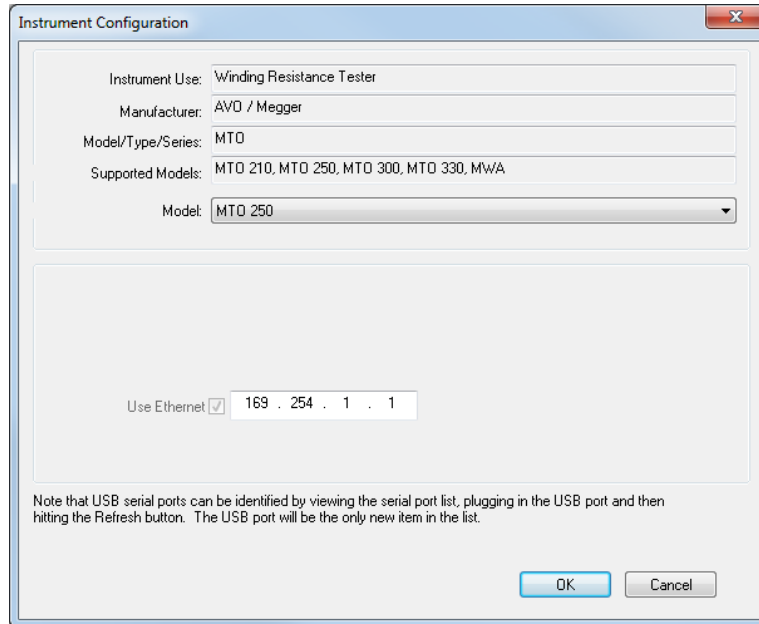 Instrument Configuration
Instrument Use: Winding Resistance Tester
Manufacturer: AVO / Megger
Model/Type/Series: MTO
Supported Models: MTO 210, MTO 250, MTO 300, MTO 330, MWA
Model: MTO 250
Use Ethernet 169 . 254 . 1 . 1
Note that USB serial ports can be identified by viewing the serial port list, plugging in the USB port and then
hitting the Refresh button.  The USB port will be the only new item in the list.
OK Cancel